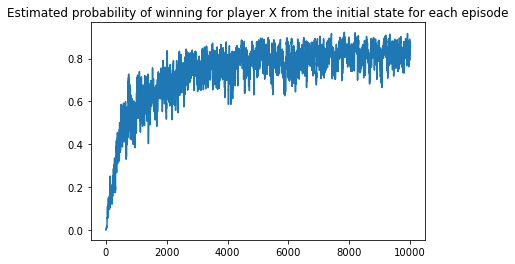 Estimated probability of winning for player X from the initial state for each episode
0.8
0.6
0.4
0.2
0.0
0 2000 4000 6000 8000 10000